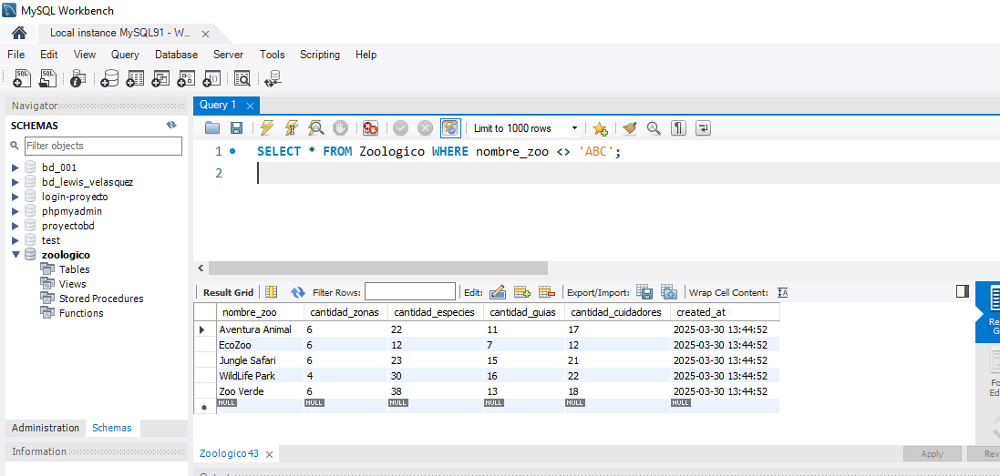 MySQL Workbench
Local instance MySQL91 - W... ×
File Edit View Query Database Server Tools Scripting Help
Navigator
SCHEMAS
Filter objects
bd_001
bd_lewis_velasquez
login-proyecto
phpmyadmin
proyectobd
test
zoologico
Tables
Views
Stored Procedures
Functions
Administration Schemas
Information
Query 1 ×
Limit to 1000 rows
1 SELECT * FROM Zoologico WHERE nombre_zoo <> 'ABC';
2
Result Grid Filter Rows: Edit: Export/Import: Wrap Cell Content: IA
nombre_zoo cantidad_zonas cantidad_especies cantidad_guias cantidad_cuidadores created_at
Aventura Animal 6 22 11 17 2025-03-30 13:44:52
EcoZoo 6 12 7 12 2025-03-30 13:44:52
Jungle Safari 6 23 15 21 2025-03-30 13:44:52
WildLife Park 4 30 16 22 2025-03-30 13:44:52
Zoo Verde 6 38 13 18 2025-03-30 13:44:52
NULL NULL NULL NULL NULL NULL
Re
G
Fo
Ed
Zoologico43 ×
Apply Rev